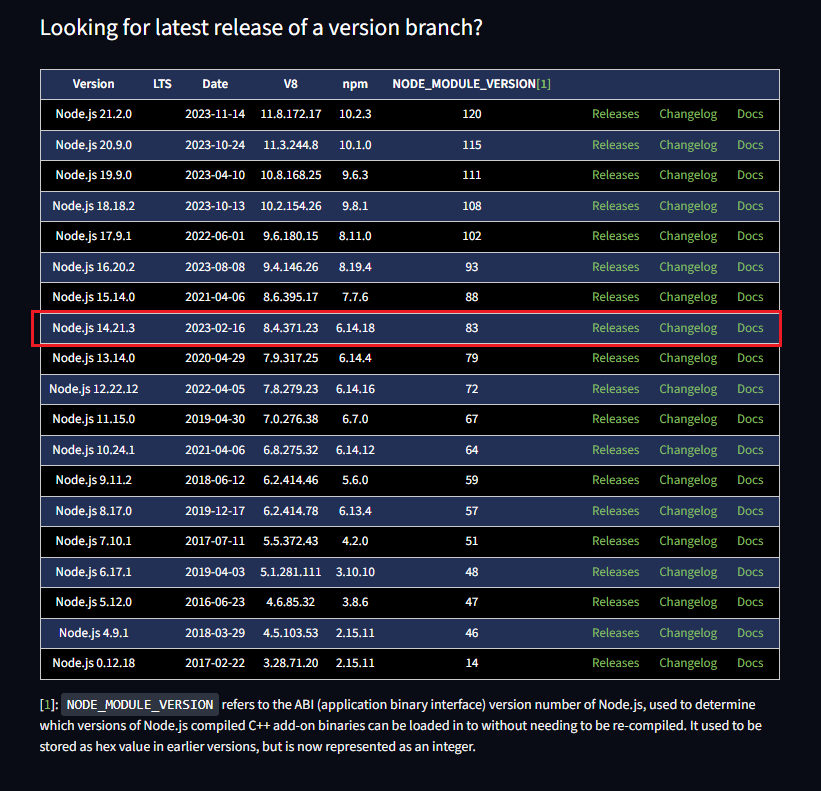 Looking for latest release of a version branch?
Version LTS Date V8 npm NODE_MODULE_VERSION[1]
Node.js 21.2.0 2023-11-14 11.8.172.17 10.2.3 120 Releases Changelog Docs
Node.js 20.9.0 2023-10-24 11.3.244.8 10.1.0 115 Releases Changelog Docs
Node.js 19.9.0 2023-04-10 10.8.168.25 9.6.3 111 Releases Changelog Docs
Node.js 18.18.2 2023-10-13 10.2.154.26 9.8.1 108 Releases Changelog Docs
Node.js 17.9.1 2022-06-01 9.6.180.15 8.11.0 102 Releases Changelog Docs
Node.js 16.20.2 2023-08-08 9.4.146.26 8.19.4 93 Releases Changelog Docs
Node.js 15.14.0 2021-04-06 8.6.395.17 7.7.6 88 Releases Changelog Docs
Node.js 14.21.3 2023-02-16 8.4.371.23 6.14.18 83 Releases Changelog Docs
Node.js 13.14.0 2020-04-29 7.9.317.25 6.14.4 79 Releases Changelog Docs
Node.js 12.22.12 2022-04-05 7.8.279.23 6.14.16 72 Releases Changelog Docs
Node.js 11.15.0 2019-04-30 7.0.276.38 6.7.0 67 Releases Changelog Docs
Node.js 10.24.1 2021-04-06 6.8.275.32 6.14.12 64 Releases Changelog Docs
Node.js 9.11.2 2018-06-12 6.2.414.46 5.6.0 59 Releases Changelog Docs
Node.js 8.17.0 2019-12-17 6.2.414.78 6.13.4 57 Releases Changelog Docs
Node.js 7.10.1 2017-07-11 5.5.372.43 4.2.0 51 Releases Changelog Docs
Node.js 6.17.1 2019-04-03 5.1.281.111 3.10.10 48 Releases Changelog Docs
Node.js 5.12.0 2016-06-23 4.6.85.32 3.8.6 47 Releases Changelog Docs
Node.js 4.9.1 2018-03-29 4.5.103.53 2.15.11 46 Releases Changelog Docs
Node.js 0.12.18 2017-02-22 3.28.71.20 2.15.11 14 Releases Changelog Docs
[1]: NODE_MODULE_VERSION refers to the ABI (application binary interface) version number of Node.js, used to determine
which versions of Node.js compiled C++ add-on binaries can be loaded in to without needing to be re-compiled. It used to be
stored as hex value in earlier versions, but is now represented as an integer.